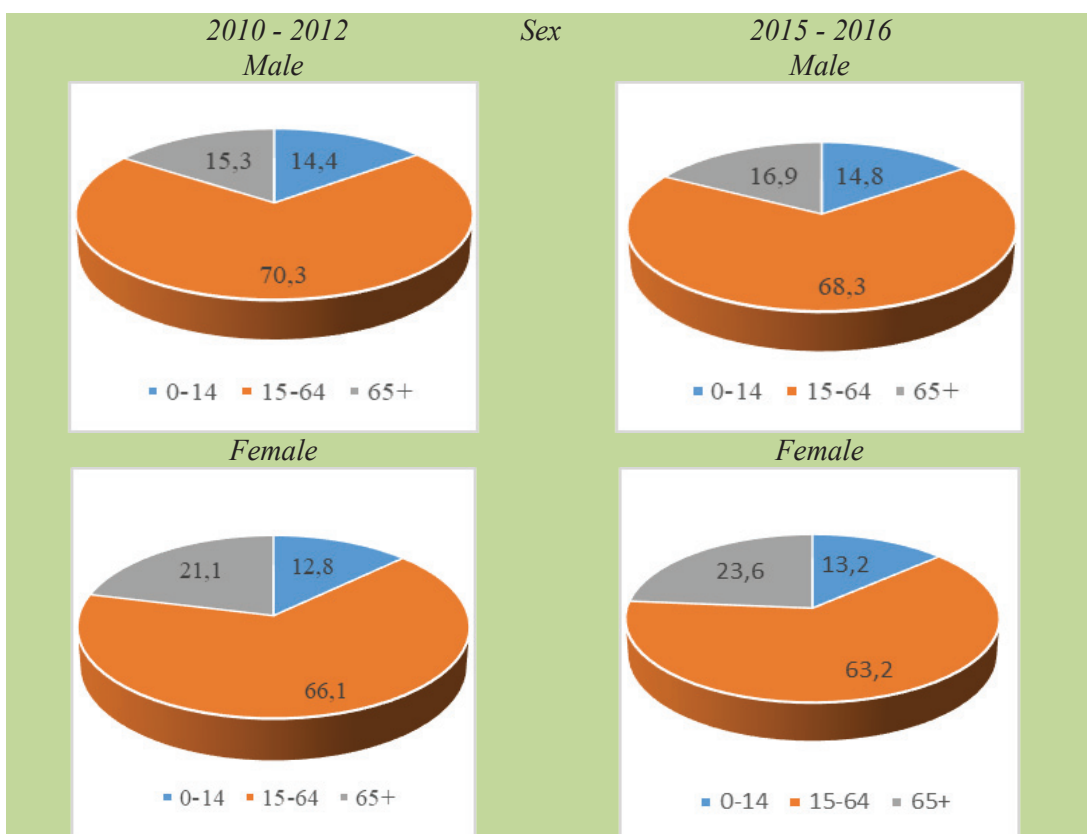 2010 - 2012 Sex 2015 - 2016
Male Male
15,3 14,4
70,3
0-14 15-64 65+
16,9 14,8
68,3
0-14 15-64 65+
Female Female
21,1 12,8
66,1
0-14 15-64 65+
23,6 13,2
63,2
0-14 15-64 65+